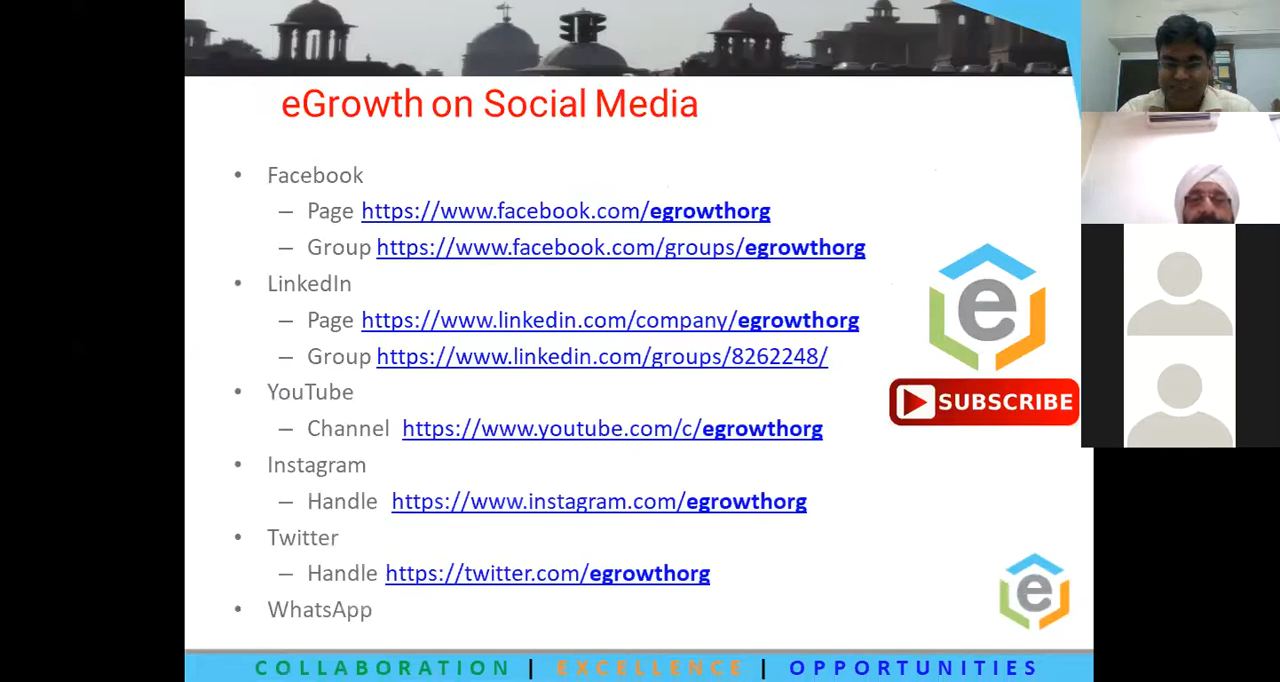 eGrowth on Social Media
• Facebook
– Page https://www.facebook.com/egrowthorg
– Group https://www.facebook.com/groups/egrowthorg
• LinkedIn
– Page https://www.linkedin.com/company/egrowthorg
– Group https://www.linkedin.com/groups/8262248/
• YouTube
– Channel https://www.youtube.com/c/egrowthorg
• Instagram
– Handle https://www.instagram.com/egrowthorg
• Twitter
– Handle https://twitter.com/egrowthorg
• WhatsApp
e
SUBSCRIBE
e
COLLABORATION | EXCELLENCE | OPPORTUNITIES